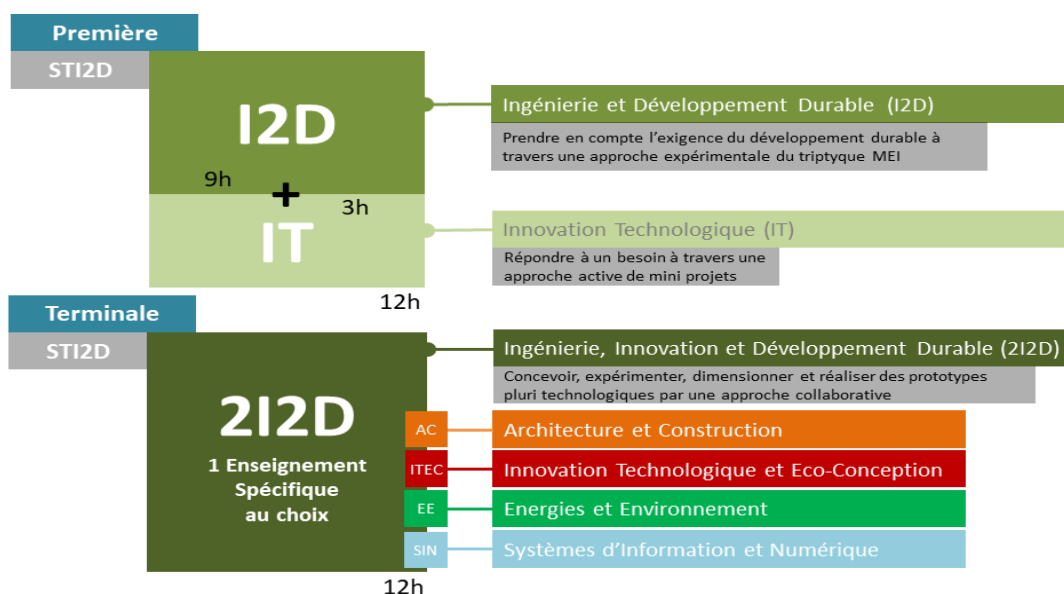 Première
STI2D
I2D
9h
+
3h
IT
12h
Ingénierie et Développement Durable (I2D)
Prendre en compte l’exigence du développement durable à
travers une approche expérimentale du triptyque MEI
Innovation Technologique (IT)
Répondre à un besoin à travers une
approche active de mini projets
Terminale
STI2D
2I2D
1 Enseignement
Spécifique
au choix
12h
Ingénierie, Innovation et Développement Durable (2I2D)
Concevoir, expérimenter, dimensionner et réaliser des prototypes
pluri technologiques par une approche collaborative
AC
Architecture et Construction
ITEC
Innovation Technologique et Eco-Conception
EE
Energies et Environnement
SIN
Systèmes d’Information et Numérique